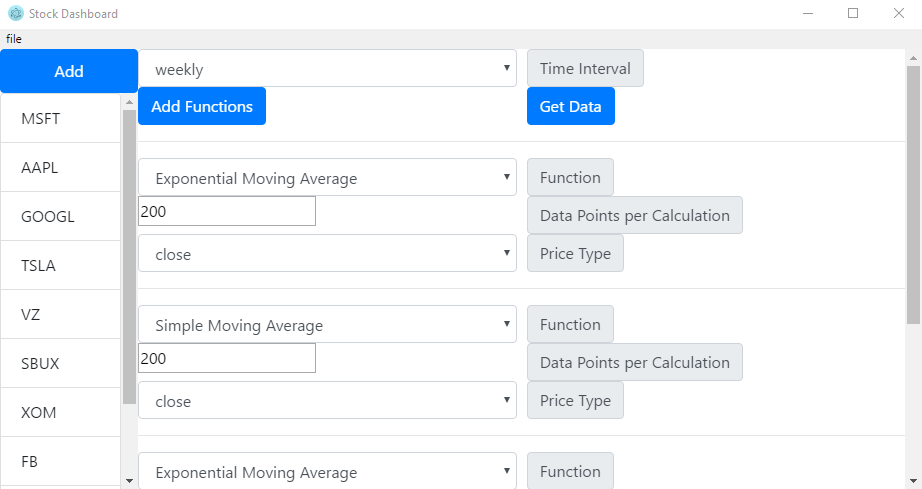 Stock Dashboard
file
Add
weekly
Time Interval
Add Functions
Get Data
MSFT
AAPL
GOOGL
TSLA
VZ
SBUX
XOM
FB
Exponential Moving Average
Function
200
Data Points per Calculation
close
Price Type
Simple Moving Average
Function
200
Data Points per Calculation
close
Price Type
Exponential Moving Average
Function